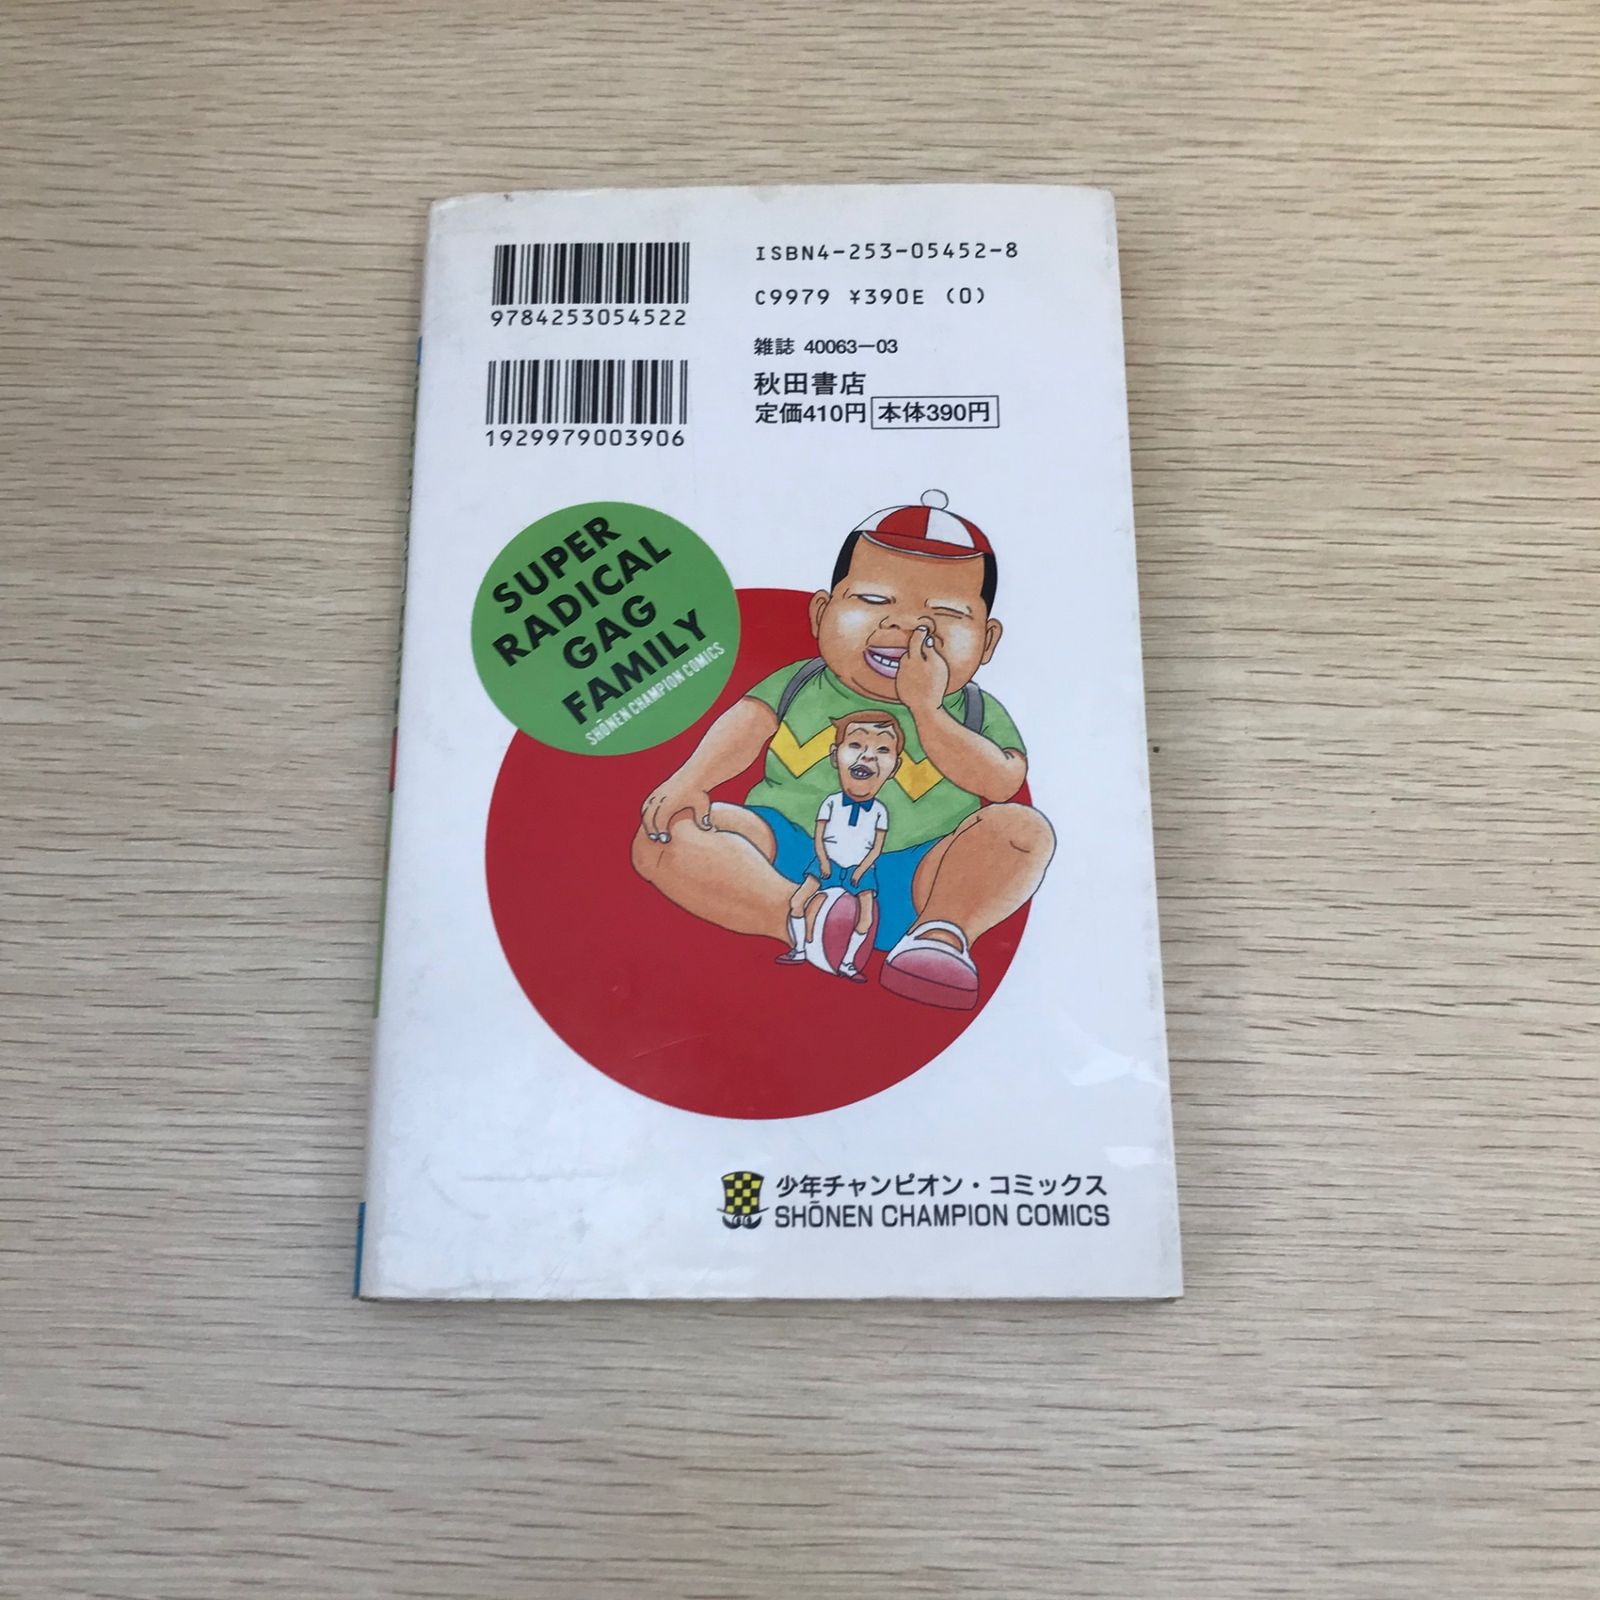 9784253054522
1929979003906
ISBN4-253-05452-8
C9979 ¥390E (0)
雑誌 40063-03
秋田書店
定価410円 本体390円
SUPER
RADICAL
GAG
FAMILY
SHŌNEN CHAMPION COMICS
少年チャンピオン・コミックス
SHŌNEN CHAMPION COMICS